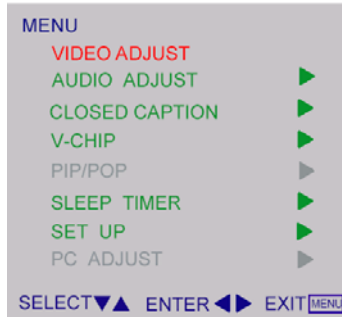 MENU
VIDEO ADJUST
AUDIO ADJUST
CLOSED CAPTION
V-CHIP
PIP/POP
SLEEP TIMER
SET UP
PC ADJUST
SELECT▼▲ ENTER◀▶ EXIT MENU